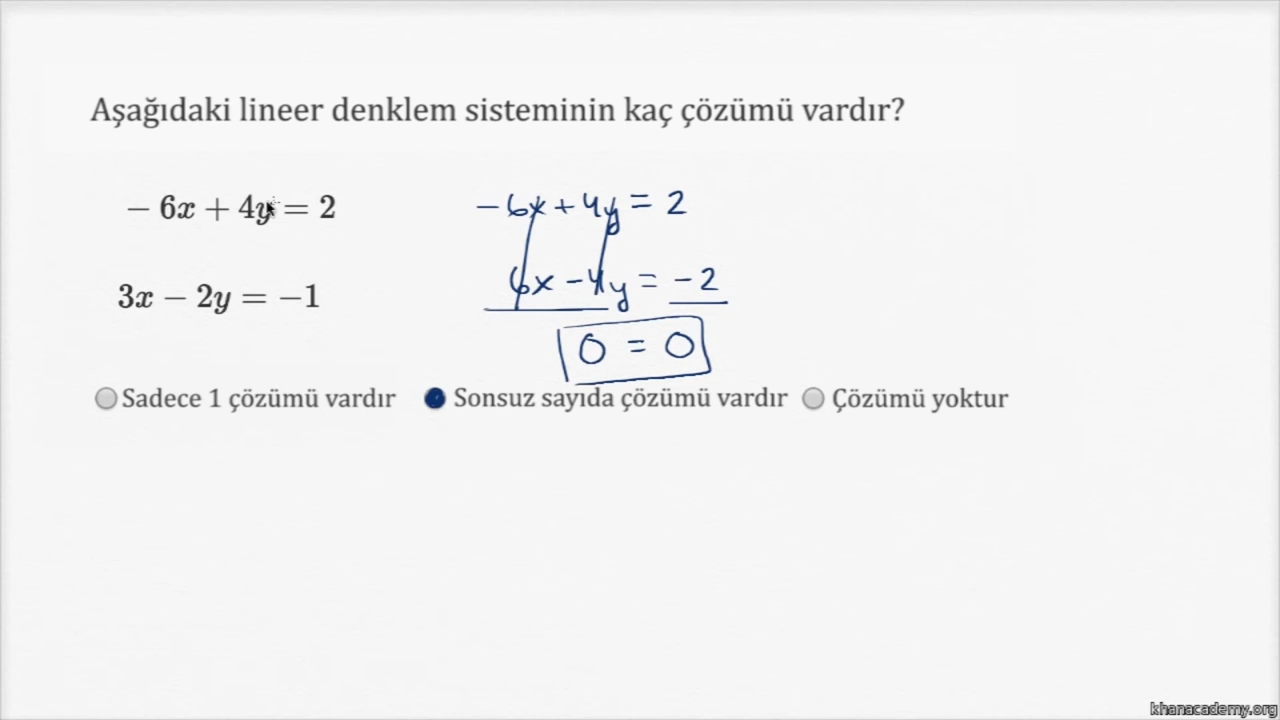 Aşağıdaki lineer denklem sisteminin kaç çözümü vardır?
− 6x + 4y = 2
3x − 2y = −1
-6x+4y = 2
6x-4y = -2
0 = 0
Sadece 1 çözümü vardır Sonsuz sayıda çözümü vardır Çözümü yoktur
khanacademy.org